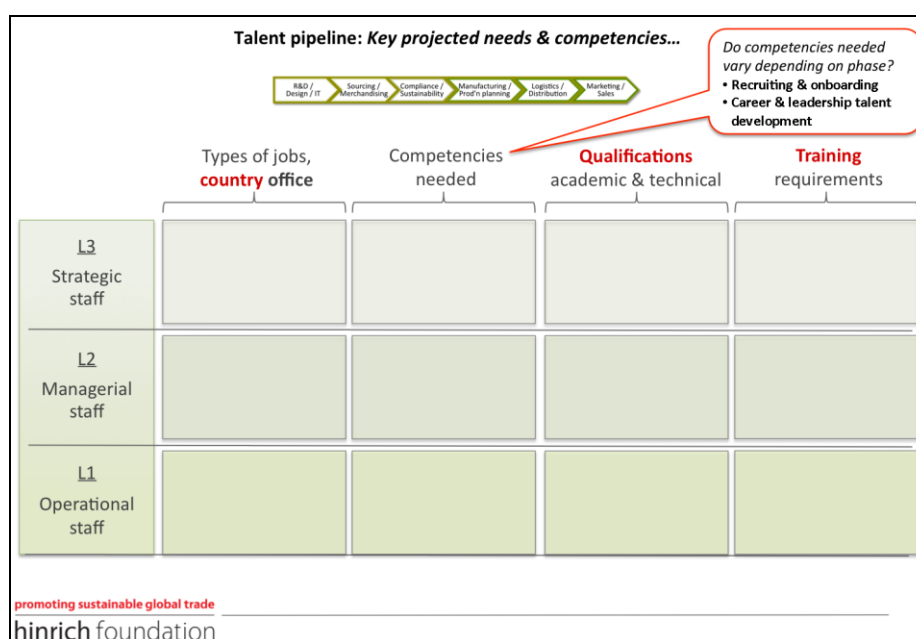 Talent pipeline: Key projected needs & competencies…
Do competencies needed
vary depending on phase?
• Recruiting & onboarding
• Career & leadership talent
development
R&D /
Design / IT
Sourcing /
Merchandising
Compliance /
Sustainability
Manufacturing /
Prod'n planning
Logistics /
Distribution
Marketing /
Sales
Types of jobs,
country office
Competencies
needed
Qualifications
academic & technical
Training
requirements
L3
Strategic
staff
L2
Managerial
staff
L1
Operational
staff
promoting sustainable global trade
hinrich foundation